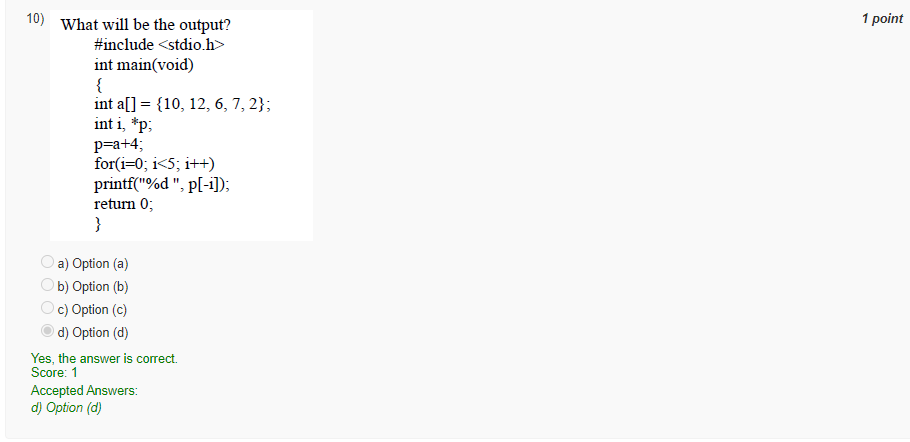 10) What will be the output? 1 point
#include <stdio.h>
int main(void)
{
int a[] = {10, 12, 6, 7, 2};
int i, *p;
p=a+4;
for(i=0; i<5; i++)
printf("%d ", p[-i]);
return 0;
}
a) Option (a)
b) Option (b)
c) Option (c)
d) Option (d)
Yes, the answer is correct.
Score: 1
Accepted Answers:
d) Option (d)